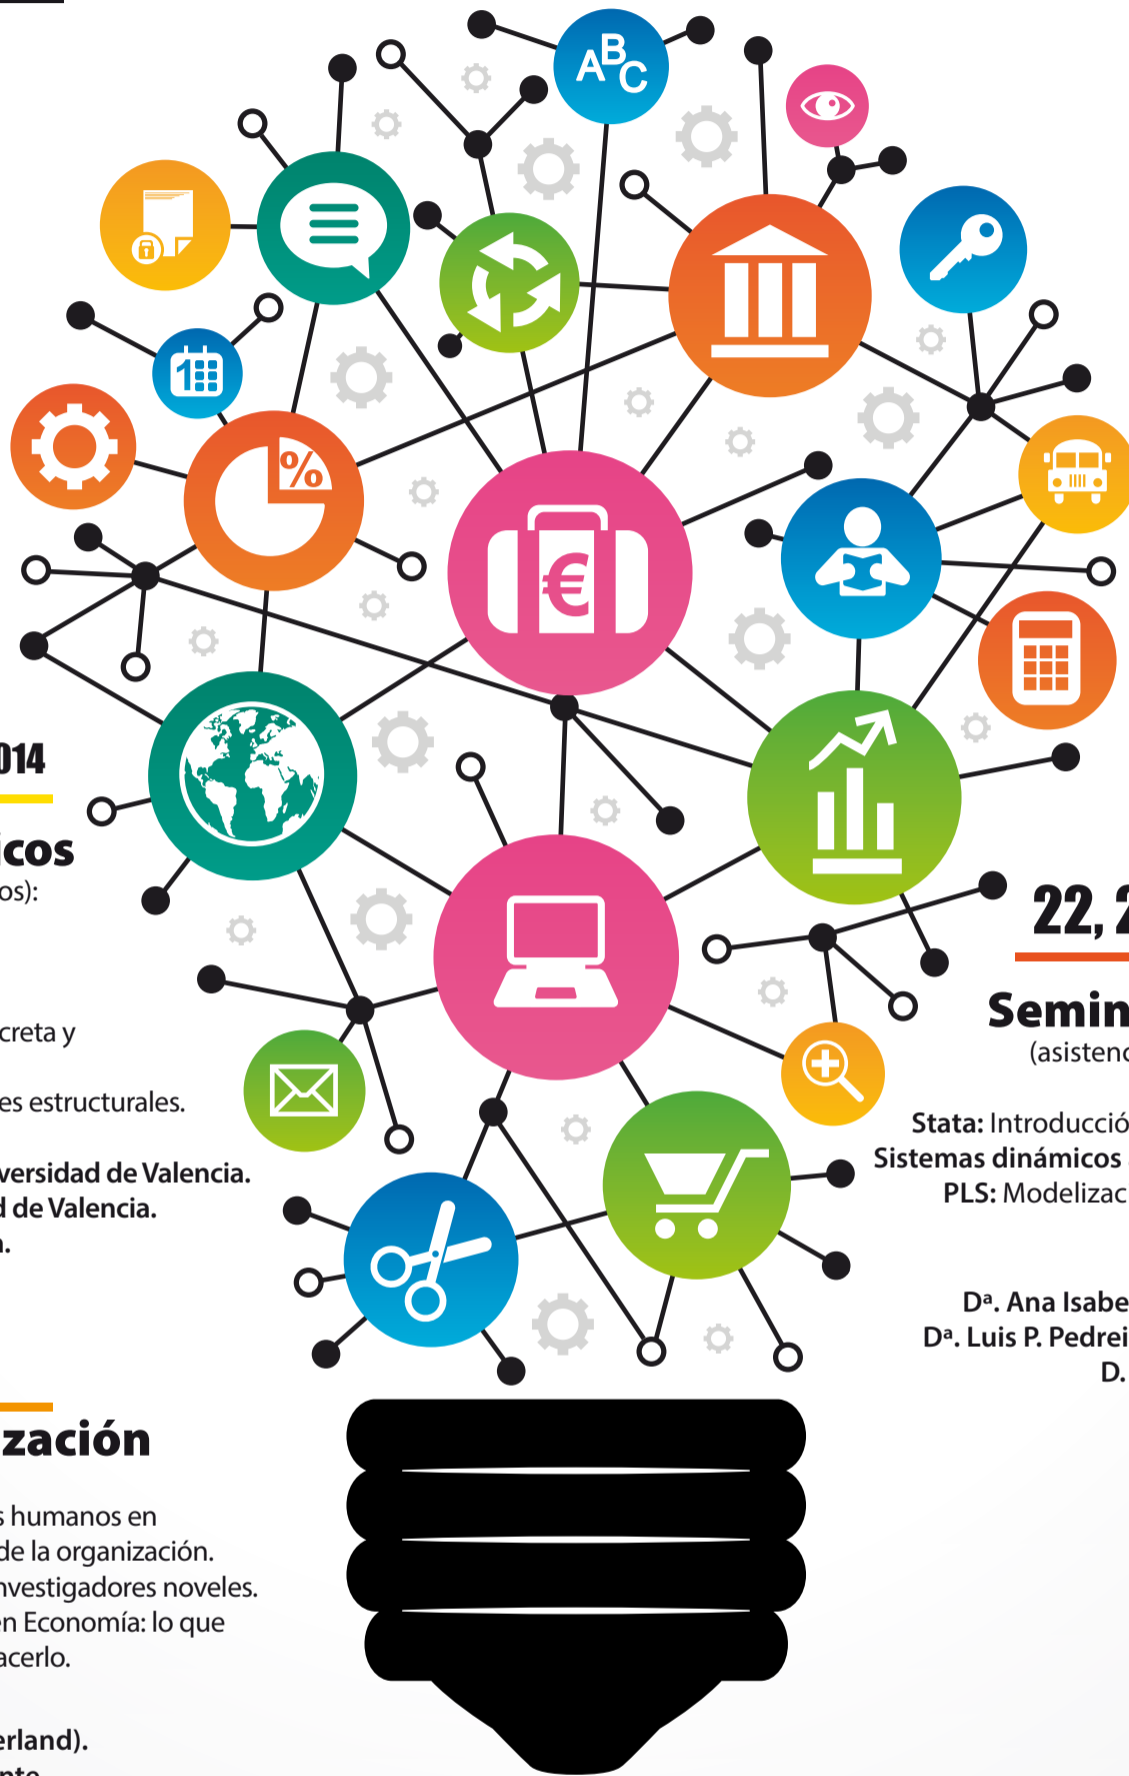 ABC
1
%
€
014
icos
os):
creta y
es estructurales.
versidad de Valencia.
d de Valencia.
a.
zación
s humanos en
de la organización.
nvestigadores noveles.
en Economía: lo que
acerlo.
erland).
ante
22, 2
Semin
(asistenc
Stata: Introducció
Sistemas dinámicos
PLS: Modelizac
Dª. Ana Isabe
Dª. Luis P. Pedrei
D.